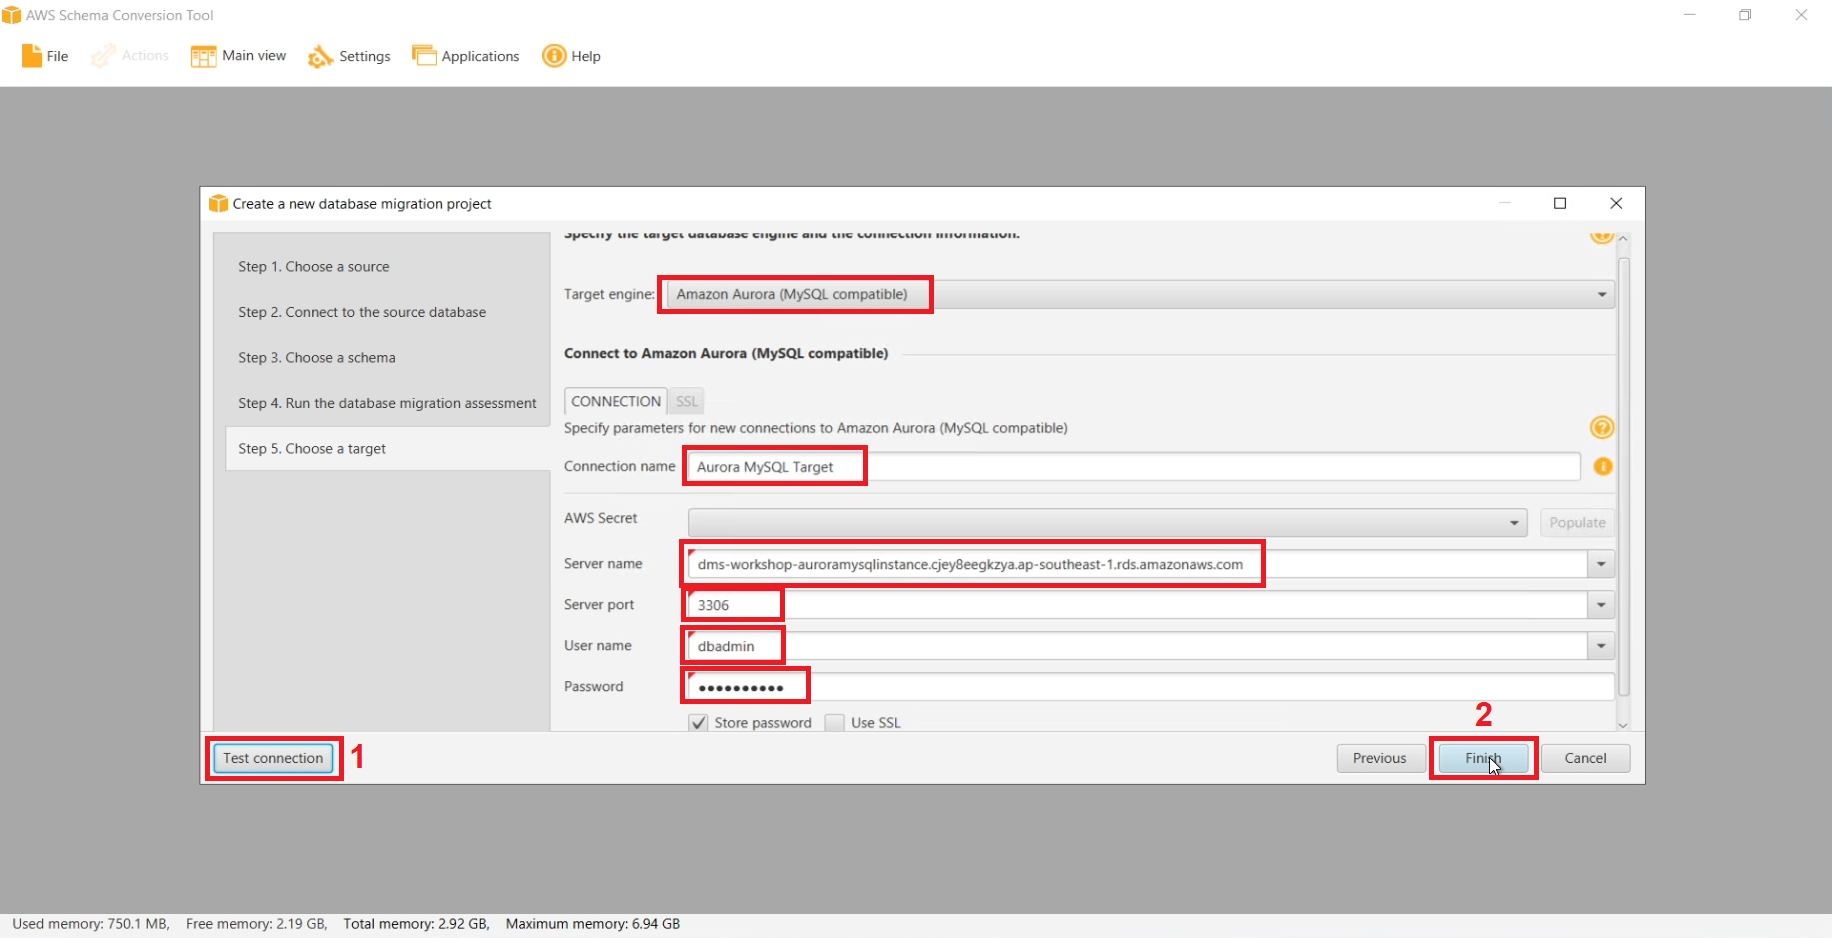 AWS Schema Conversion Tool
File Actions Main view Settings Applications Help
Create a new database migration project
Specify the target database engine and the connection information.
Step 1. Choose a source
Step 2. Connect to the source database
Step 3. Choose a schema
Step 4. Run the database migration assessment
Step 5. Choose a target
Target engine: Amazon Aurora (MySQL compatible)
Connect to Amazon Aurora (MySQL compatible)
CONNECTION SSL
Specify parameters for new connections to Amazon Aurora (MySQL compatible)
Connection name Aurora MySQL Target
AWS Secret Populate
Server name dms-workshop-auroramysqlinstance.cjey8eegkzya.ap-southeast-1.rds.amazonaws.com
Server port 3306
User name dbadmin
Password ••••••••••
Store password Use SSL
2
Test connection 1 Previous Finish Cancel
Used memory: 750.1 MB, Free memory: 2.19 GB, Total memory: 2.92 GB, Maximum memory: 6.94 GB